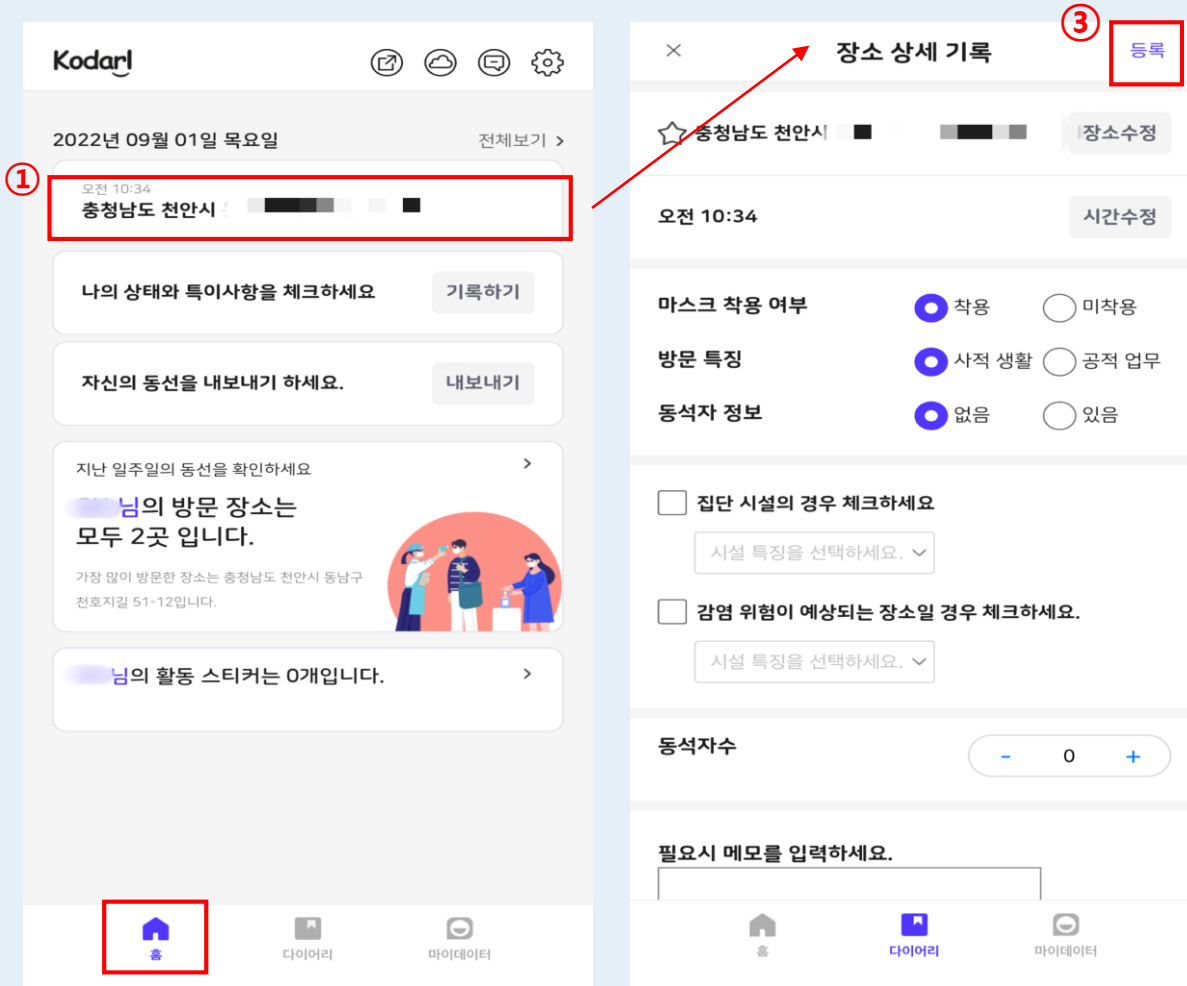 Kodarl
2022년 09월 01일 목요일
전체보기 >
①
오전 10:34
충청남도 천안시
나의 상태와 특이사항을 체크하세요
기록하기
자신의 동선을 내보내기 하세요.
내보내기
지난 일주일의 동선을 확인하세요 >
님의 방문 장소는
모두 2곳 입니다.
가장 많이 방문한 장소는 충청남도 천안시 동남구
천호지길 51-12입니다.
님의 활동 스티커는 0개입니다. >
홈
다이어리
마이데이터
③
× 장소 상세 기록 등록
충청남도 천안시
장소수정
오전 10:34
시간수정
마스크 착용 여부 착용 미착용
방문 특징 사적 생활 공적 업무
동석자 정보 없음 있음
집단 시설의 경우 체크하세요
시설 특징을 선택하세요.
감염 위험이 예상되는 장소일 경우 체크하세요.
시설 특징을 선택하세요.
동석자수 - 0 +
필요시 메모를 입력하세요.
홈
다이어리
마이데이터